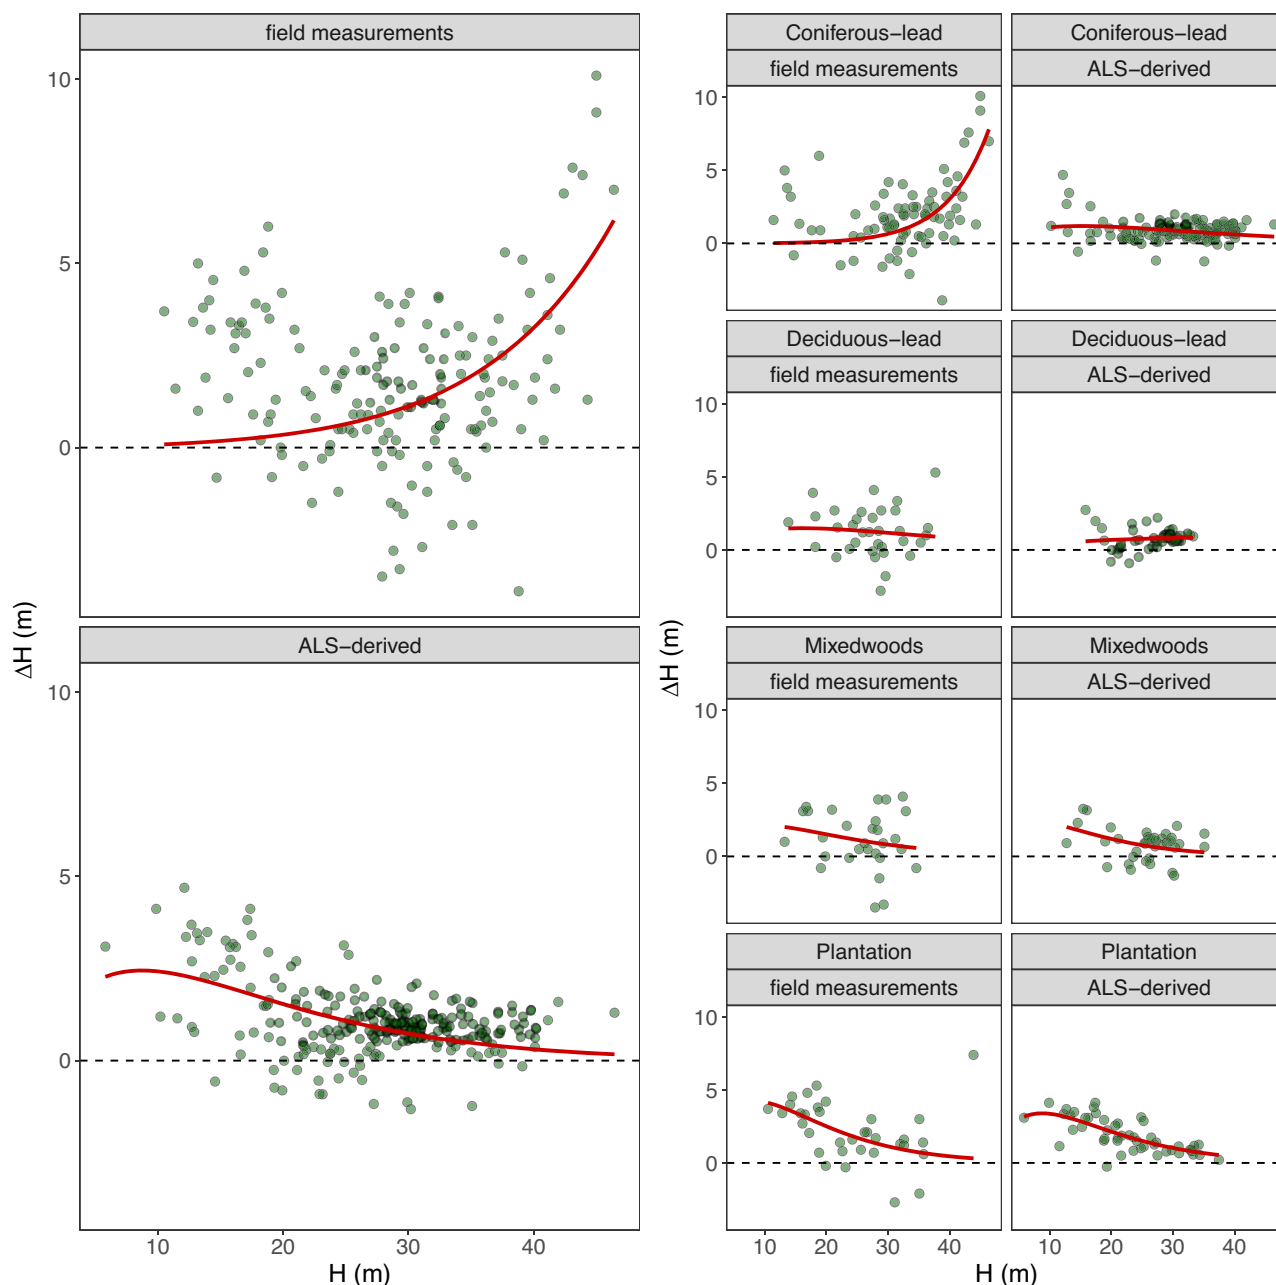 field measurements
10
5
0
ALS−derived
10
5
0
ΔH (m)
10 20 30 40
H (m)
Coniferous−lead Coniferous−lead
field measurements ALS−derived
10
5
0
Deciduous−lead Deciduous−lead
field measurements ALS−derived
10
5
0
Mixedwoods Mixedwoods
field measurements ALS−derived
10
5
0
Plantation Plantation
field measurements ALS−derived
10
5
0
ΔH (m)
10 20 30 40 10 20 30 40
H (m)